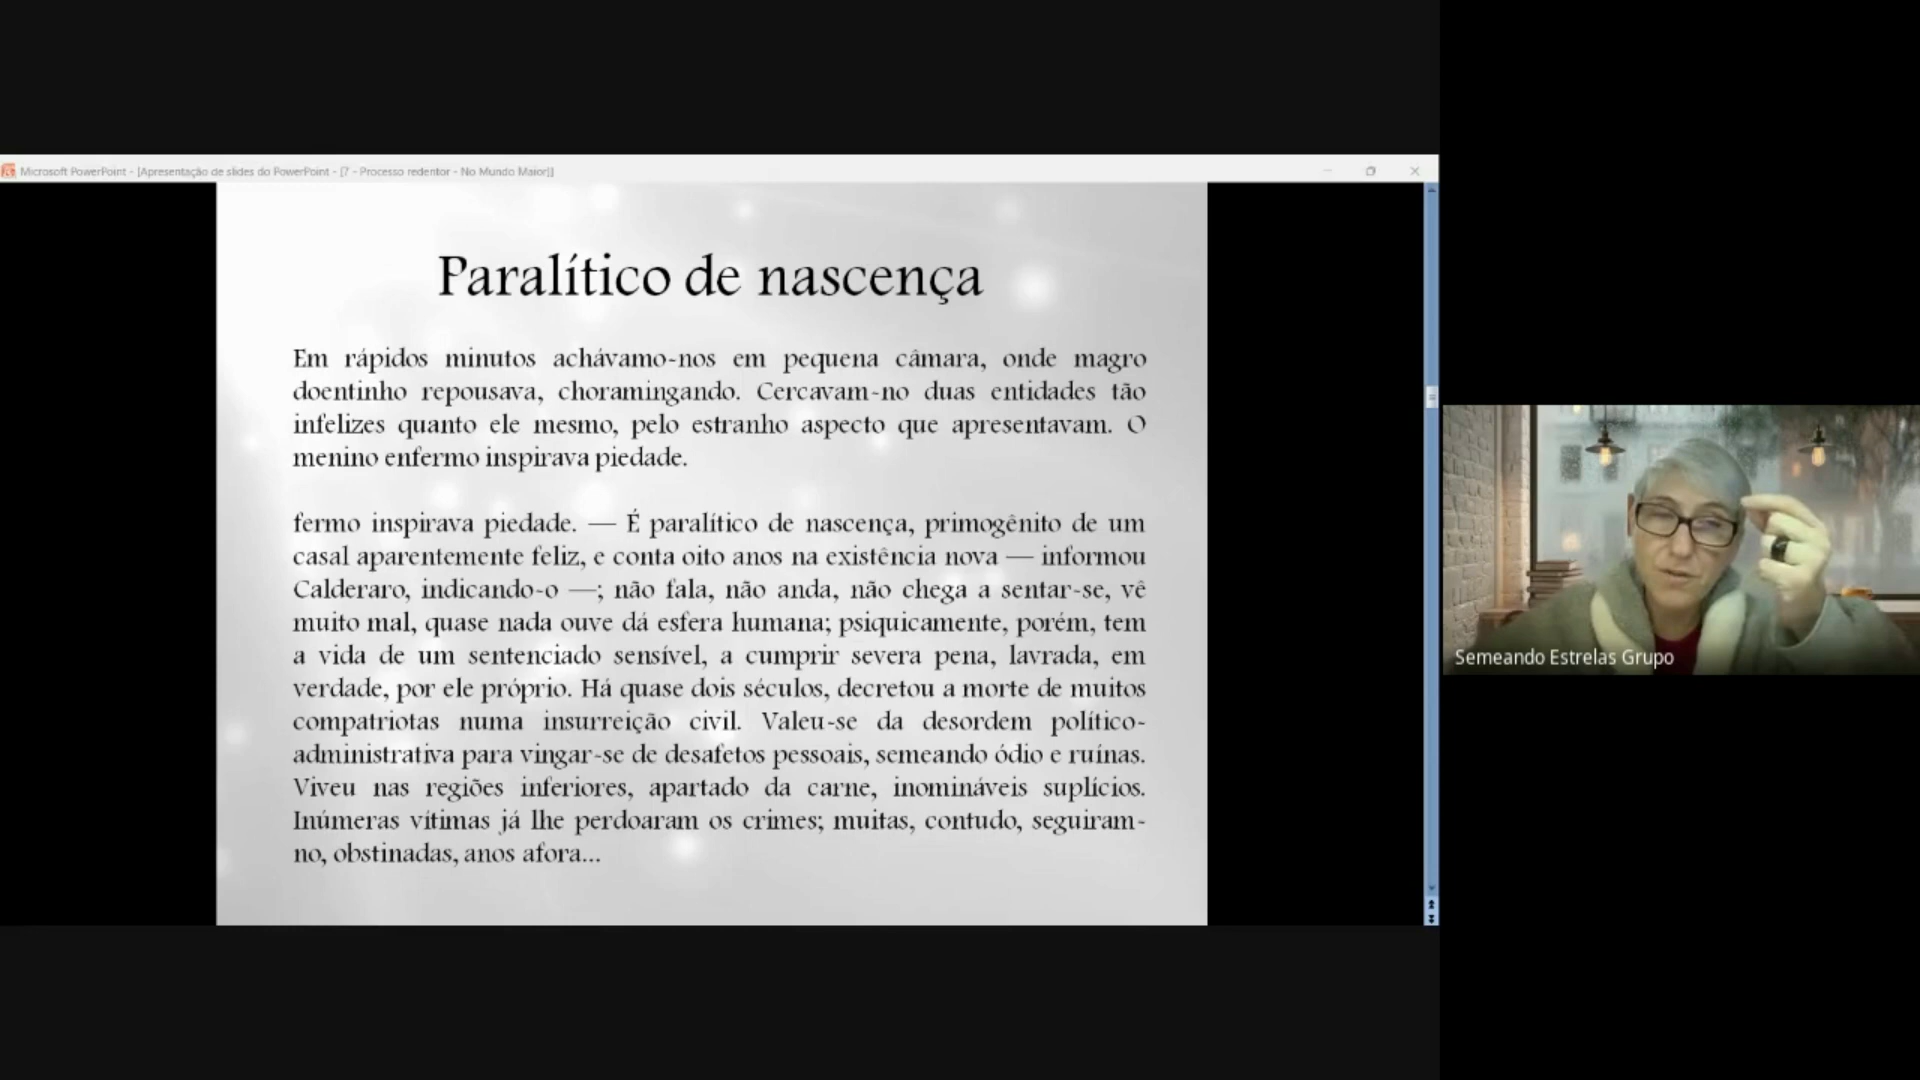 Microsoft PowerPoint - [Apresentação de slides do PowerPoint - [7 - Processo redentor - No Mundo Maior]]
Paralítico de nascença
Em rápidos minutos achávamo-nos em pequena câmara, onde magro
doentinho repousava, choramingando. Cercavam-no duas entidades tão
infelizes quanto ele mesmo, pelo estranho aspecto que apresentavam. O
menino enfermo inspirava piedade.
fermo inspirava piedade. — É paralítico de nascença, primogênito de um
casal aparentemente feliz, e conta oito anos na existência nova — informou
Calderaro, indicando-o —; não fala, não anda, não chega a sentar-se, vê
muito mal, quase nada ouve dá esfera humana; psiquicamente, porém, tem
a vida de um sentenciado sensível, a cumprir severa pena, lavrada, em
verdade, por ele próprio. Há quase dois séculos, decretou a morte de muitos
compatriotas numa insurreição civil. Valeu-se da desordem político-
administrativa para vingar-se de desafetos pessoais, semeando ódio e ruínas.
Viveu nas regiões inferiores, apartado da carne, inomináveis suplícios.
Inúmeras vítimas já lhe perdoaram os crimes; muitas, contudo, seguiram-
no, obstinadas, anos afora...
Semeando Estrelas Grupo